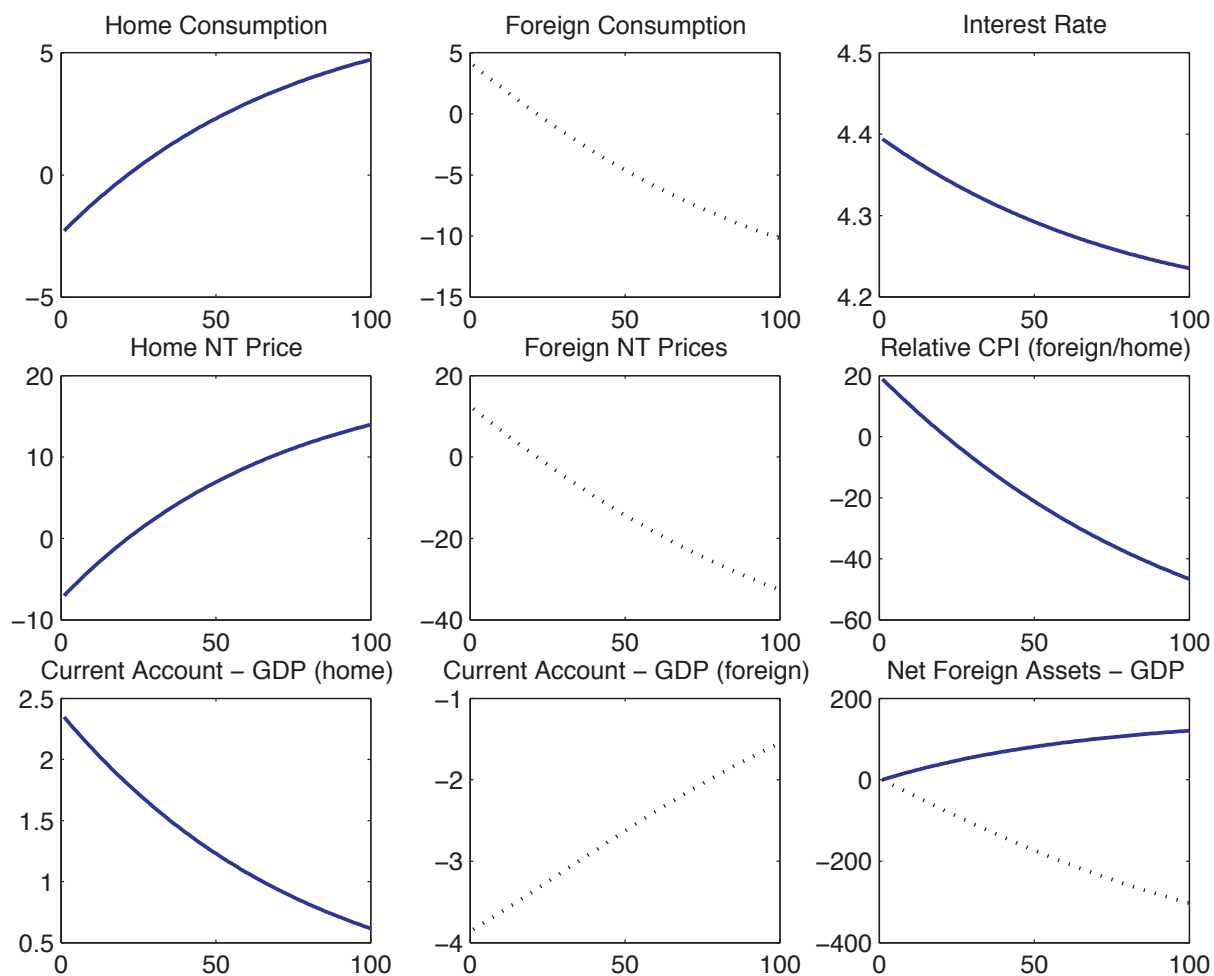 Home Consumption
5
0
−5
0 50 100
Foreign Consumption
5
0
−5
−10
−15
0 50 100
Interest Rate
4.5
4.4
4.3
4.2
0 50 100
Home NT Price
20
10
0
−10
0 50 100
Foreign NT Prices
20
0
−20
−40
0 50 100
Relative CPI (foreign/home)
20
0
−20
−40
−60
0 50 100
Current Account − GDP (home)
2.5
2
1.5
1
0.5
0 50 100
Current Account − GDP (foreign)
−1
−2
−3
−4
0 50 100
Net Foreign Assets − GDP
200
0
−200
−400
0 50 100